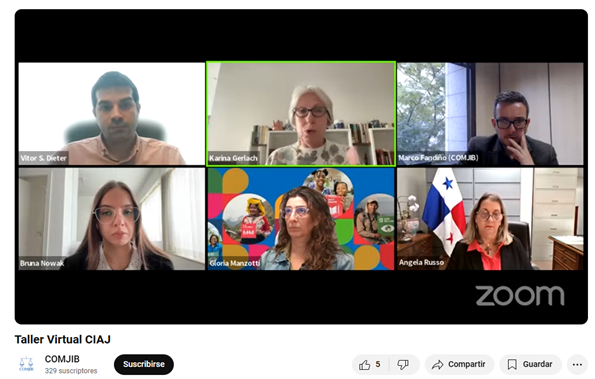 Vitor S. Dieter
Karina Gerlach
Marco Fandiño (COMJIB)
Bruna Nowak
Gloria Manzotti
Angela Russo
zoom
Taller Virtual CIAJ
COMJIB
329 suscriptores
Suscribirse
5
Compartir
Guardar